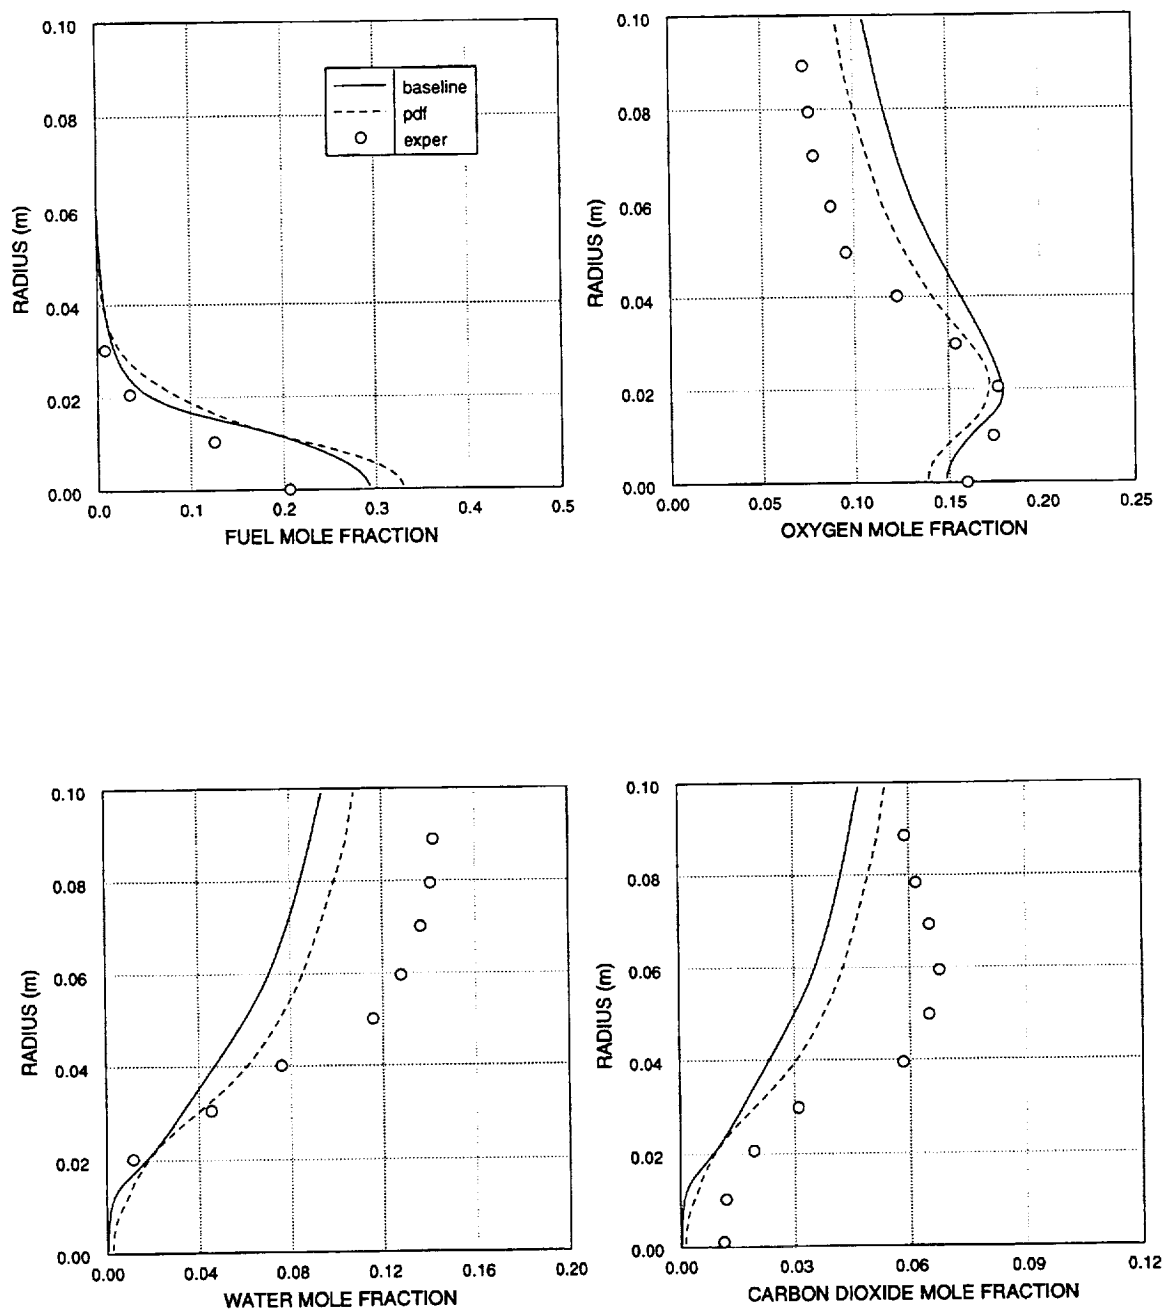 0.10
0.08
0.06
0.04
0.02
0.00
RADIUS (m)
baseline
pdf
exper
0.0 0.1 0.2 0.3 0.4 0.5
FUEL MOLE FRACTION
0.10
0.08
0.06
0.04
0.02
0.00
RADIUS (m)
0.00 0.05 0.10 0.15 0.20 0.25
OXYGEN MOLE FRACTION
0.10
0.08
0.06
0.04
0.02
0.00
RADIUS (m)
0.00 0.04 0.08 0.12 0.16 0.20
WATER MOLE FRACTION
0.10
0.08
0.06
0.04
0.02
0.00
RADIUS (m)
0.00 0.03 0.06 0.09 0.12
CARBON DIOXIDE MOLE FRACTION